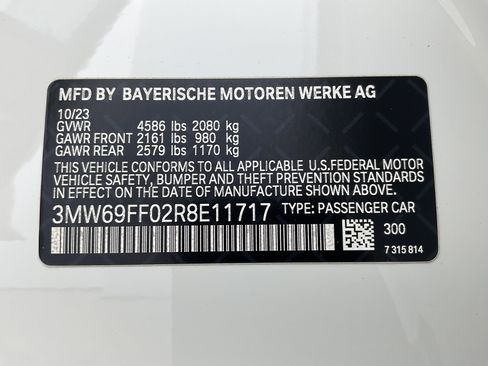 MFD BY BAYERISCHE MOTOREN WERKE AG
10/23
GVWR 4586 lbs 2080 kg
GAWR FRONT 2161 lbs 980 kg
GAWR REAR 2579 lbs 1170 kg
THIS VEHICLE CONFORMS TO ALL APPLICABLE U.S.FEDERAL MOTOR
VEHICLE SAFETY, BUMPER, AND THEFT PREVENTION STANDARDS
IN EFFECT ON THE DATE OF MANUFACTURE SHOWN ABOVE.
3MW69FF02R8E11717 TYPE: PASSENGER CAR
300
7 315 814